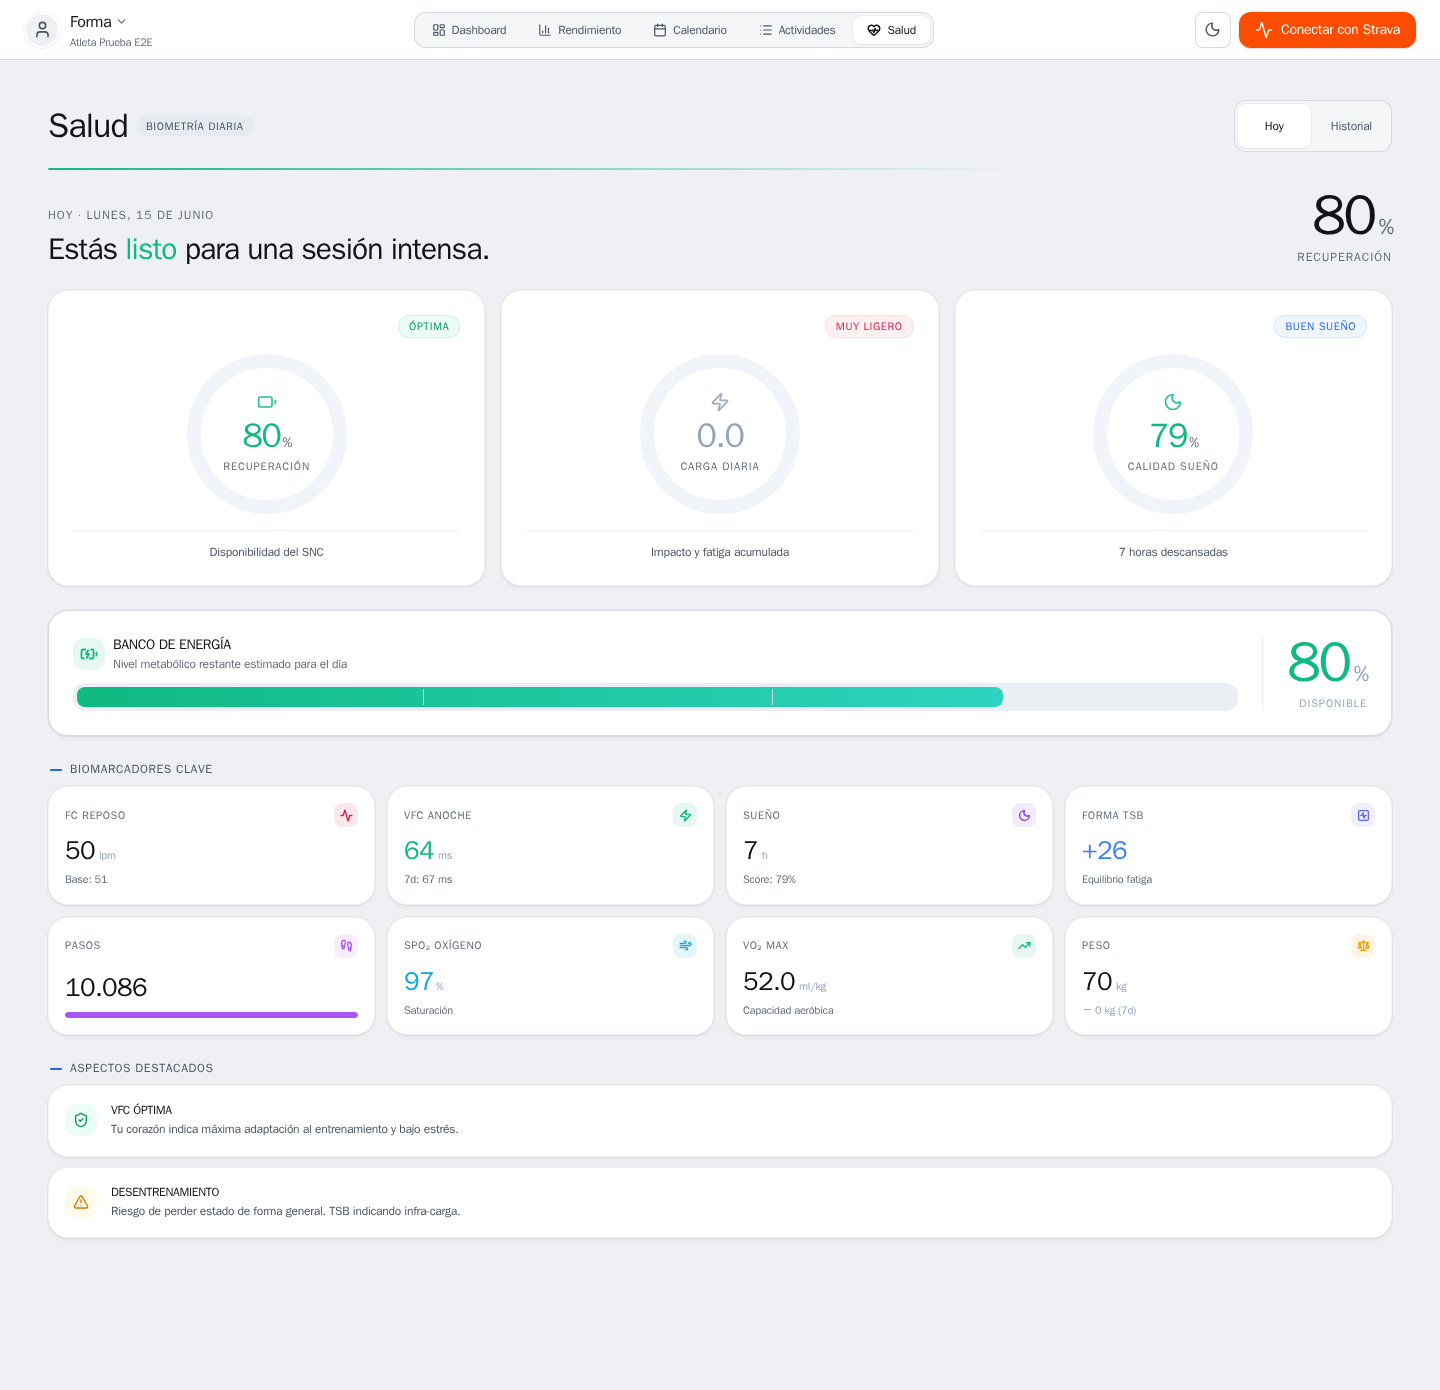 Forma
Atleta Prueba E2E
Dashboard
Rendimiento
Calendario
Actividades
Salud
Conectar con Strava
Salud
BIOMETRÍA DIARIA
Hoy
Historial
HOY · LUNES, 15 DE JUNIO
Estás listo para una sesión intensa.
80%
RECUPERACIÓN
ÓPTIMA
80%
RECUPERACIÓN
Disponibilidad del SNC
MUY LIGERO
0.0
CARGA DIARIA
Impacto y fatiga acumulada
BUEN SUEÑO
79%
CALIDAD SUEÑO
7 horas descansadas
BANCO DE ENERGÍA
Nivel metabólico restante estimado para el día
80%
DISPONIBLE
BIOMARCADORES CLAVE
FC REPOSO
50 lpm
Base: 51
VFC ANOCHE
64 ms
7d: 67 ms
SUEÑO
7 h
Score: 79%
FORMA TSB
+26
Equilibrio fatiga
PASOS
10.086
SPO₂ OXÍGENO
97 %
Saturación
VO₂ MAX
52.0 ml/kg
Capacidad aeróbica
PESO
70 kg
— 0 kg (7d)
ASPECTOS DESTACADOS
VFC ÓPTIMA
Tu corazón indica máxima adaptación al entrenamiento y bajo estrés.
DESENTRENAMIENTO
Riesgo de perder estado de forma general. TSB indicando infra-carga.